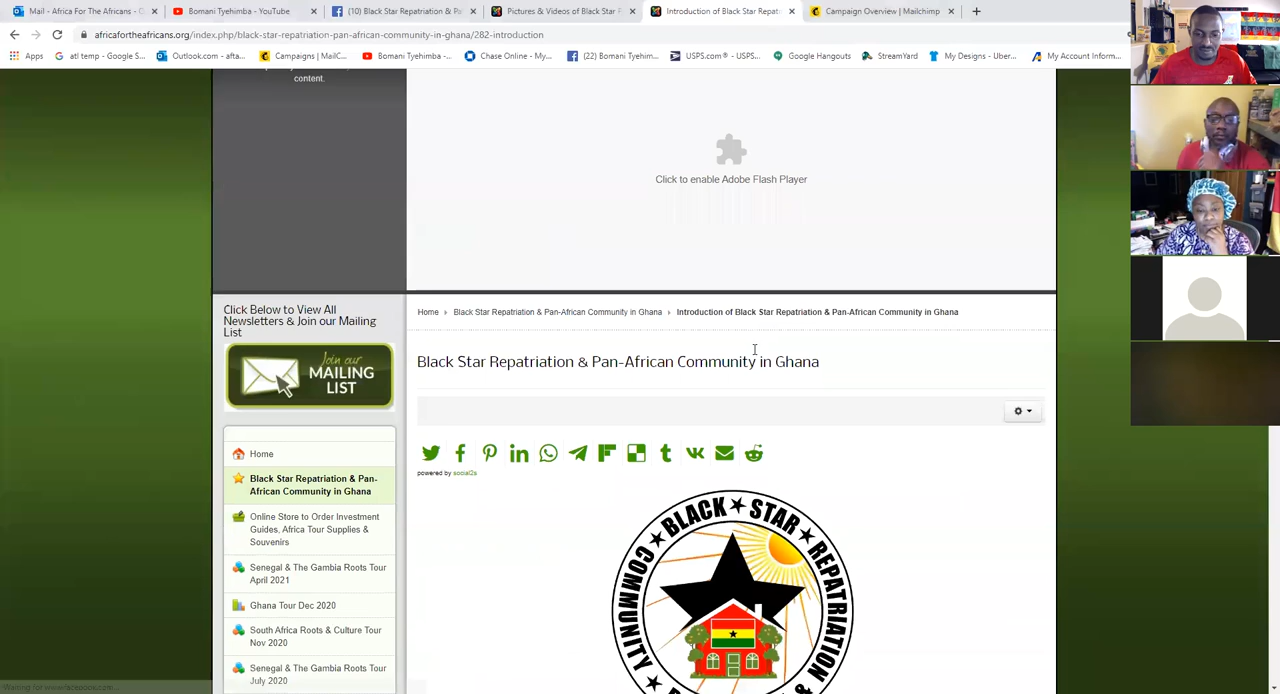 Mail - Africa For The Africans - O
Bomani Tyehimba - YouTube
(10) Black Star Repatriation & Pa
Pictures & Videos of Black Star R
Introduction of Black Star Repat
Campaign Overview | Mailchimp
africafortheafricans.org/index.php/black-star-repatriation-pan-african-community-in-ghana/282-introduction
Apps
atl temp - Google S...
Outlook.com - afta...
Campaigns | MailC...
Bomani Tyehimba -...
Chase Online - My...
(22) Bomani Tyehim...
USPS.com® - USPS...
Google Hangouts
StreamYard
My Designs - Uber...
My Account Inform...
content.
Click to enable Adobe Flash Player
Click Below to View All
Newsletters & Join our Mailing
List
Join our
MAILING
LIST
Home
Black Star Repatriation & Pan-African Community in Ghana
Introduction of Black Star Repatriation & Pan-African Community in Ghana
Black Star Repatriation & Pan-African Community in Ghana
powered by social2s
Home
Black Star Repatriation & Pan-
African Community in Ghana
Online Store to Order Investment
Guides, Africa Tour Supplies &
Souvenirs
Senegal & The Gambia Roots Tour
April 2021
Ghana Tour Dec 2020
South Africa Roots & Culture Tour
Nov 2020
Senegal & The Gambia Roots Tour
July 2020
BLACK STAR REPATRIATION &
COMMUNITY